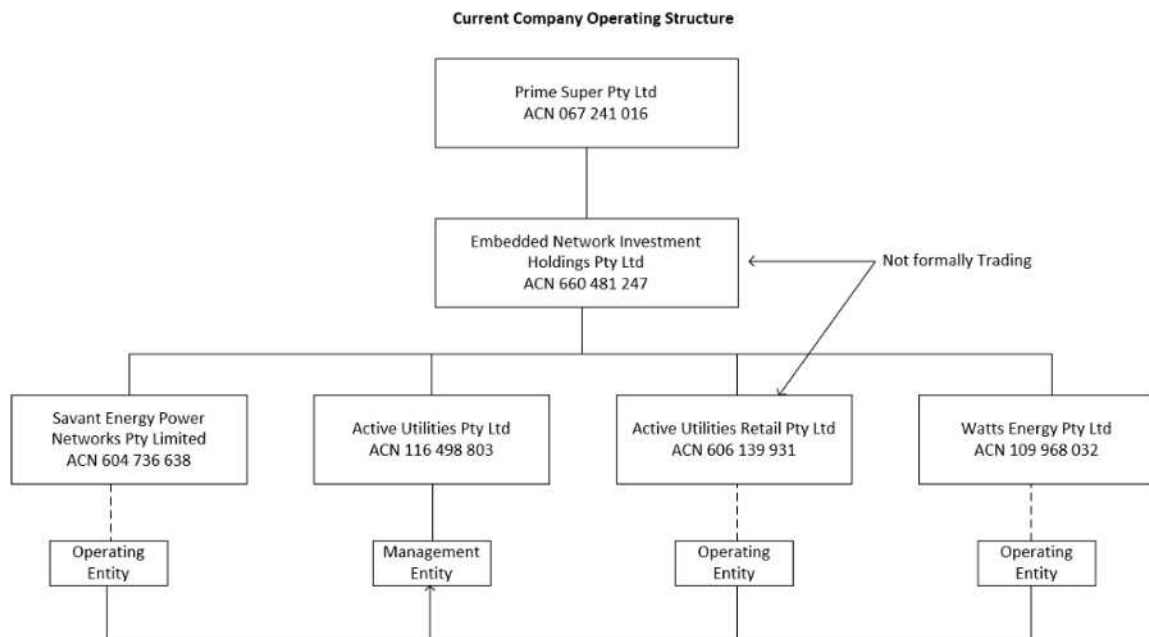 Current Company Operating Structure
Prime Super Pty Ltd
ACN 067 241 016
Embedded Network Investment
Holdings Pty Ltd
ACN 660 481 247
Not formally Trading
Savant Energy Power
Networks Pty Limited
ACN 604 736 638
Active Utilities Pty Ltd
ACN 116 498 803
Active Utilities Retail Pty Ltd
ACN 606 139 931
Watts Energy Pty Ltd
ACN 109 968 032
Operating
Entity
Management
Entity
Operating
Entity
Operating
Entity